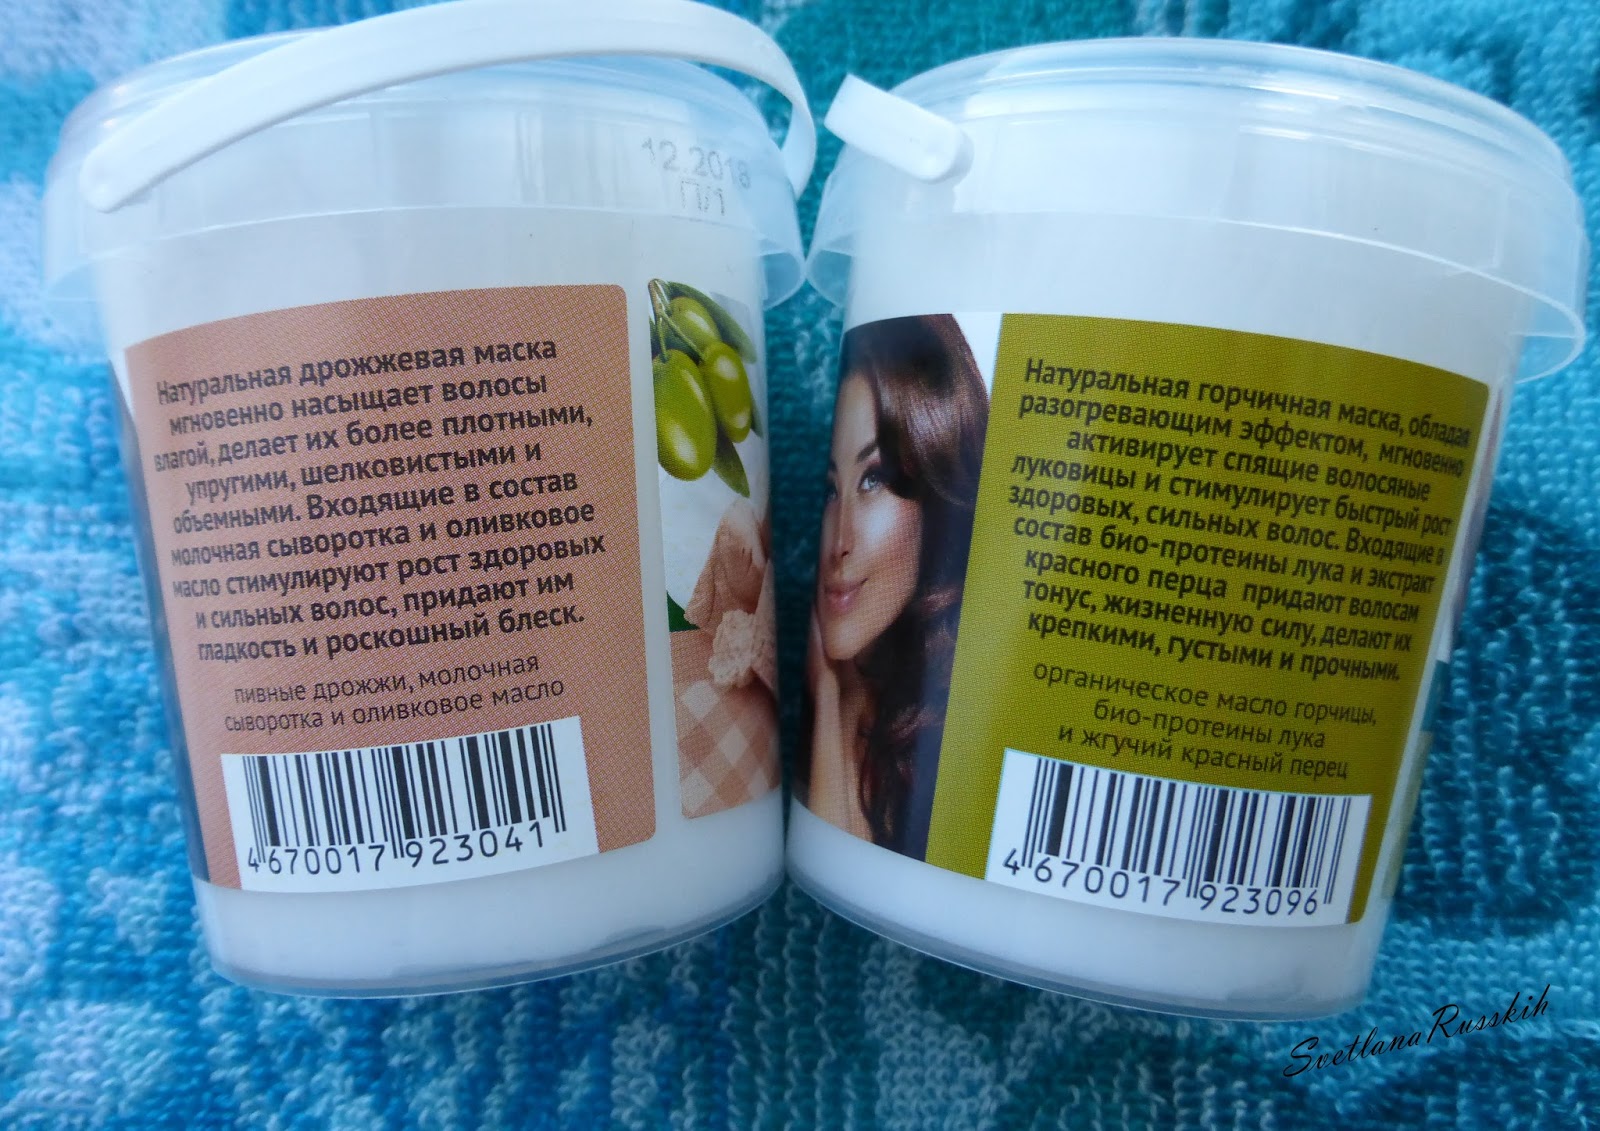 12.2018
П/1
Натуральная дрожжевая маска
мгновенно насыщает волосы
влагой, делает их более плотными,
упругими, шелковистыми и
объемными. Входящие в состав
молочная сыворотка и оливковое
масло стимулируют рост здоровых
и сильных волос, придают им
гладкость и роскошный блеск.
пивные дрожжи, молочная
сыворотка и оливковое масло
4 670017 923041
Натуральная горчичная маска, обладая
разогревающим эффектом, мгновенно
активирует спящие волосяные
луковицы и стимулирует быстрый рост
здоровых, сильных волос. Входящие в
состав био-протеины лука и экстракт
красного перца придают волосам
тонус, жизненную силу, делают их
крепкими, густыми и прочными.
органическое масло горчицы,
био-протеины лука
и жгучий красный перец
4 670017 923096
SvetlanaRusskih